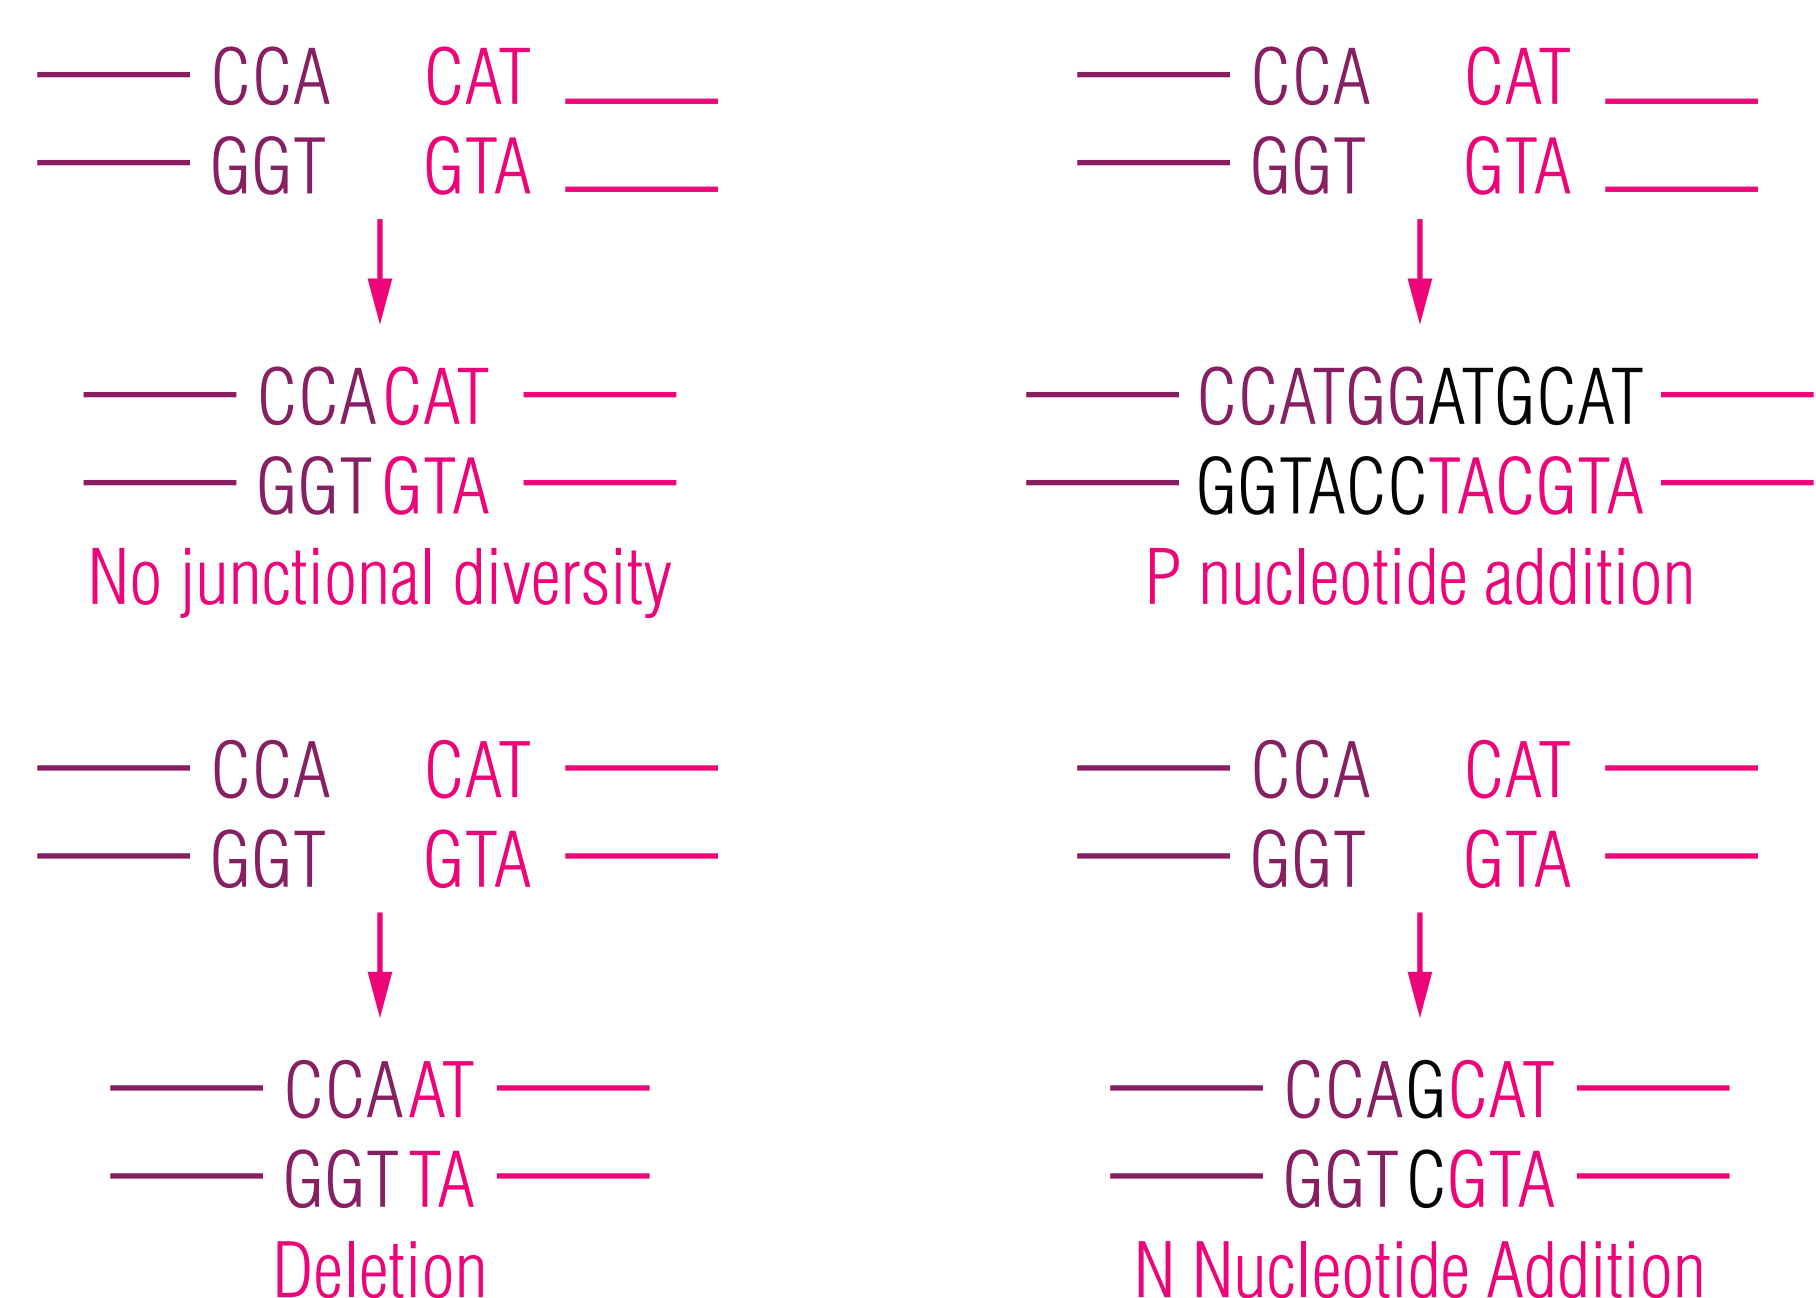 CCA CAT
GGT GTA
CCACAT
GGTGTA
No junctional diversity
CCA CAT
GGT GTA
CCATGGATGCAT
GGTACCTACGTA
P nucleotide addition
CCA CAT
GGT GTA
CCAAT
GGTTA
Deletion
CCA CAT
GGT GTA
CCAGCAT
GGTCGTA
N Nucleotide Addition